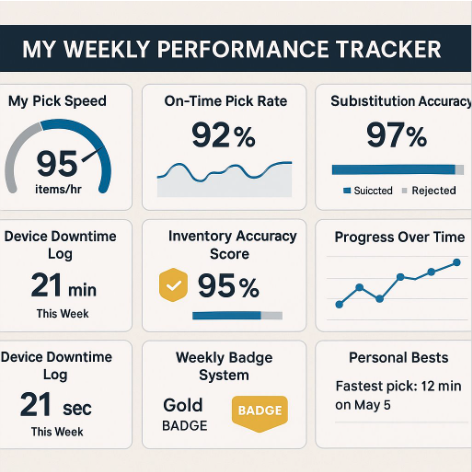 MY WEEKLY PERFORMANCE TRACKER
My Pick Speed
95
items/hr
On-Time Pick Rate
92%
Subsistution Accuracy
97%
Suiccted
Rejected
Device Downtime
Log
21 min
This Week
Inventory Accuracy
Score
95%
Progress Over Time
Device Downtime
Log
21 sec
This Week
Weekly Badge
System
Gold
BADGE
BADGE
Personal Bests
Fastest pick: 12 min
on May 5